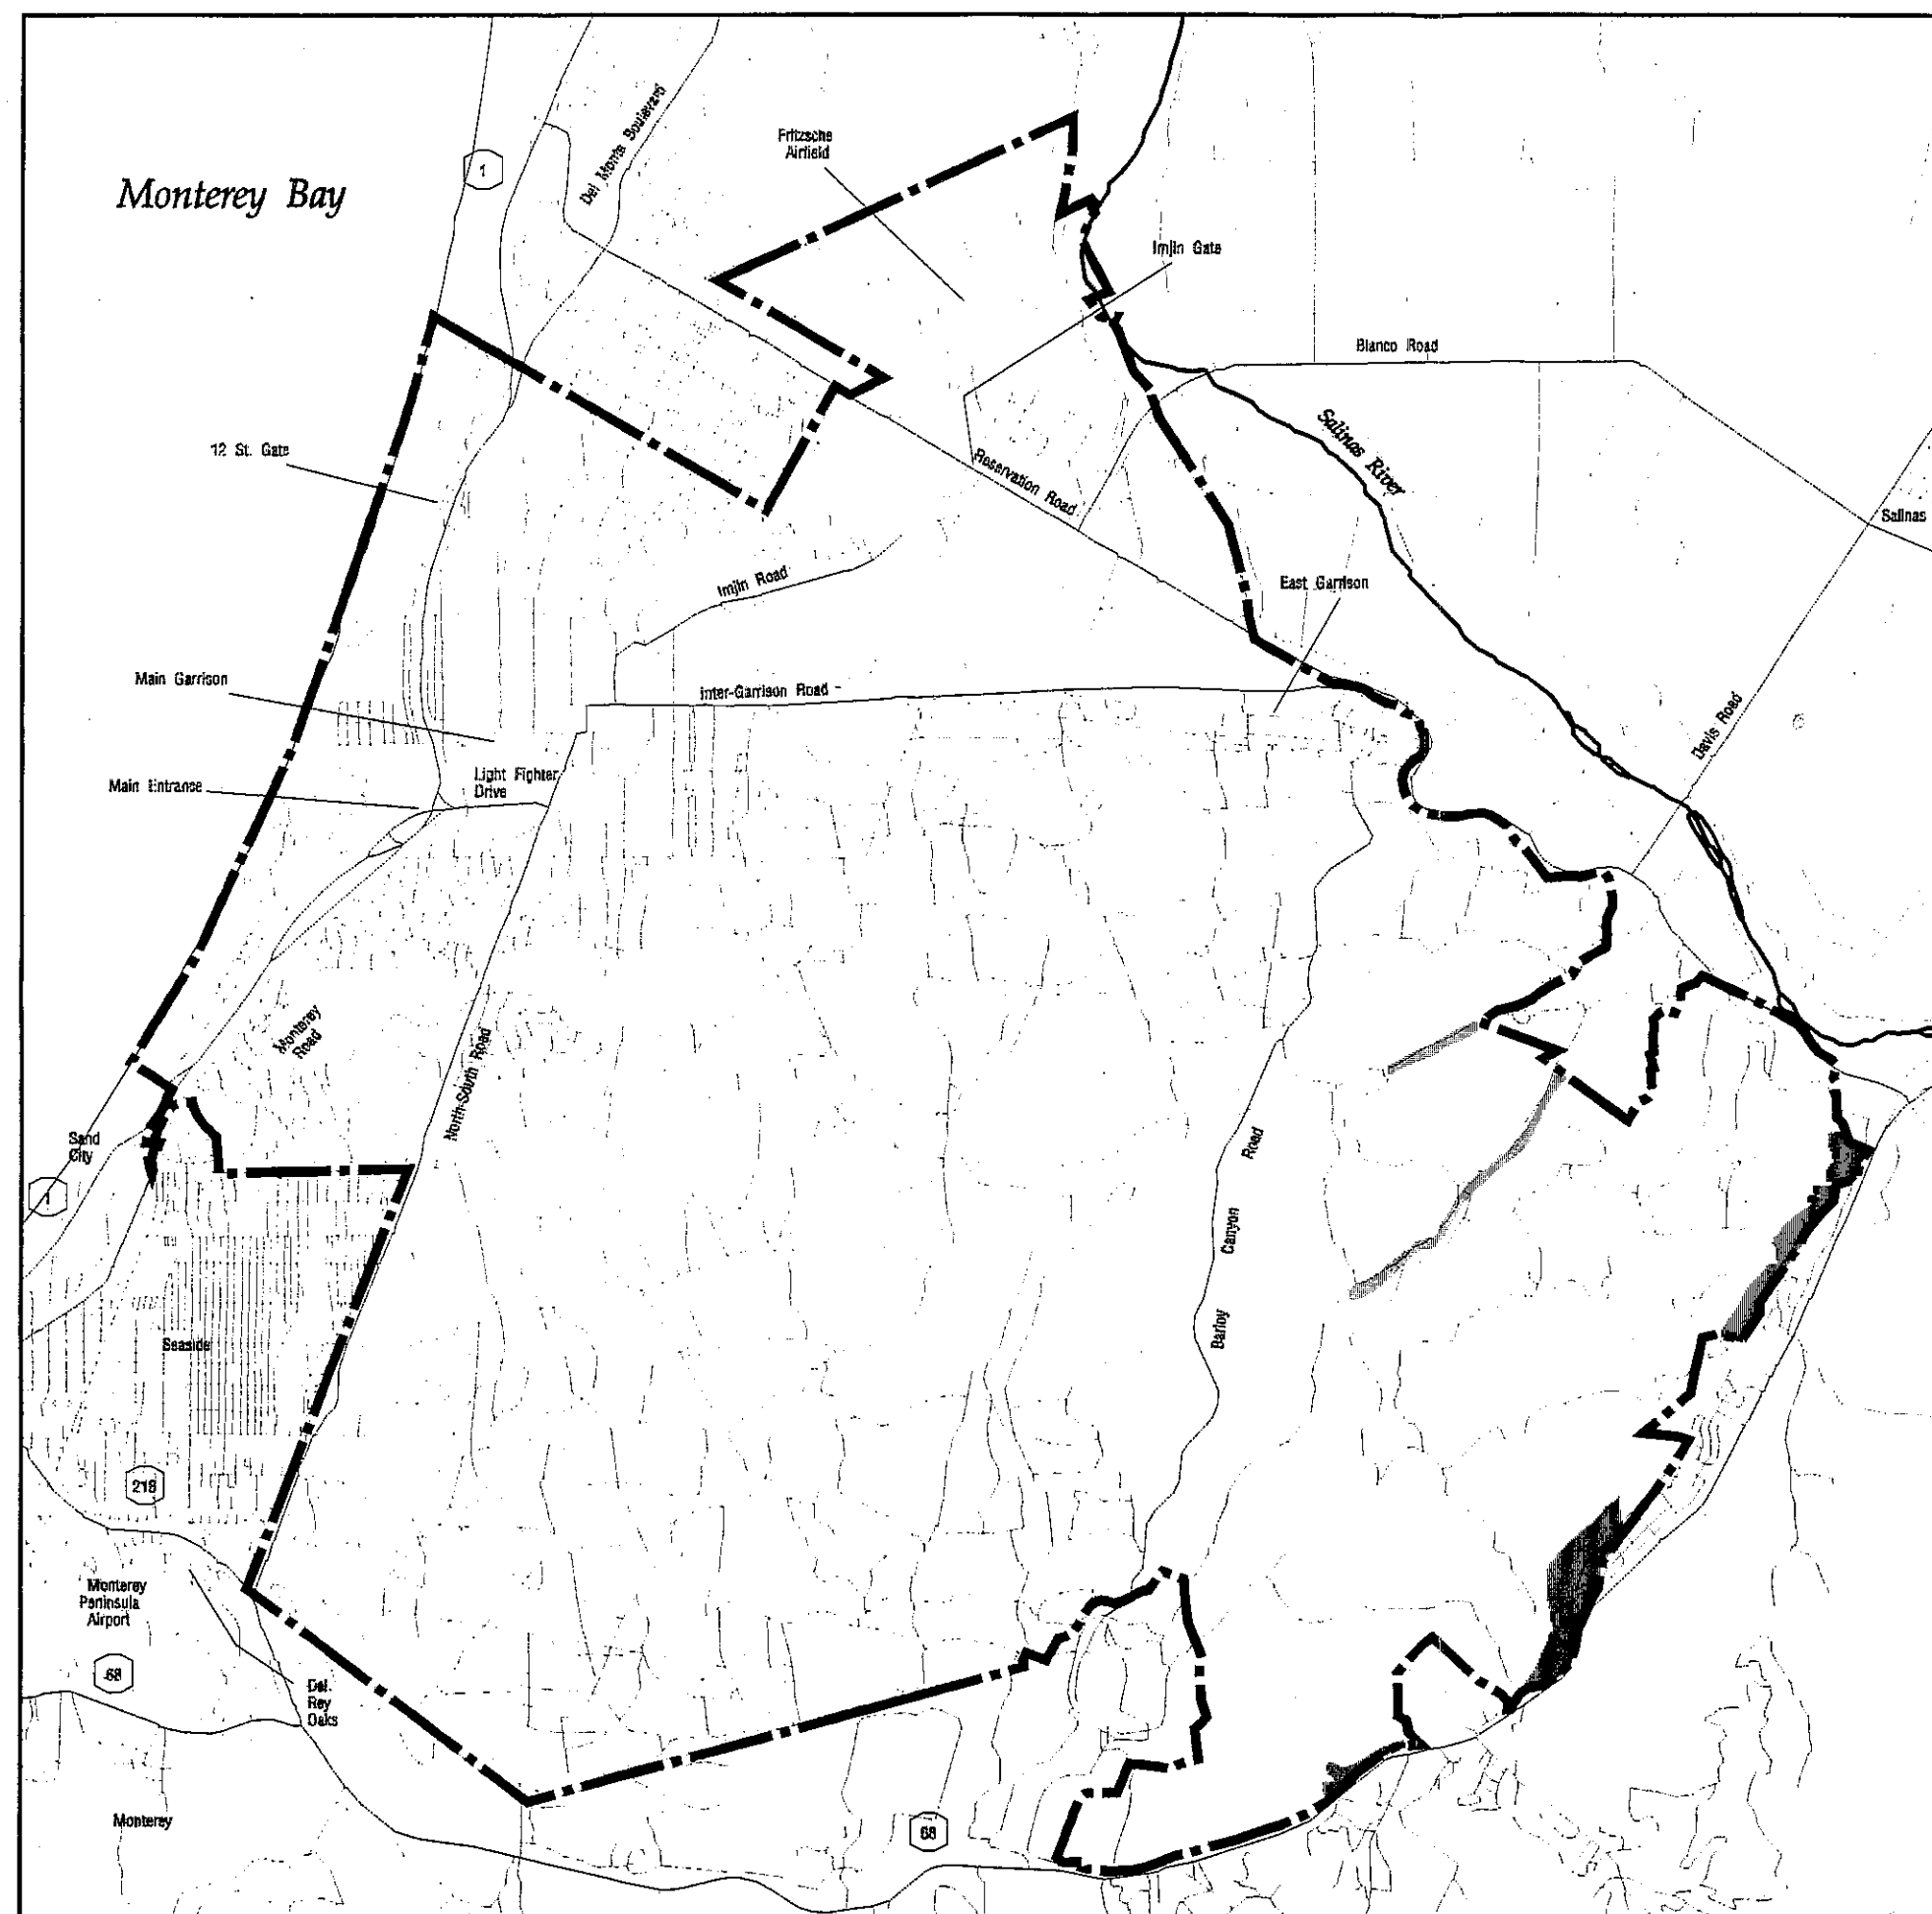 Monterey Bay
1
Del Monte Boulevard
Fritzsche
Airfield
Imjin Gate
Blanco Road
12 St. Gate
Salinas River
Reservation Road
Salinas
Imjin Road
East Garrison
Main Garrison
Inter-Garrison Road
Davis Road
Main Entrance
Light Fighter
Drive
Monterey
Road
North-South Road
Sand
City
1
Barloy Canyon Road
Seaside
218
Monterey
Peninsula
Airport
68
Del
Rey
Oaks
Monterey
68